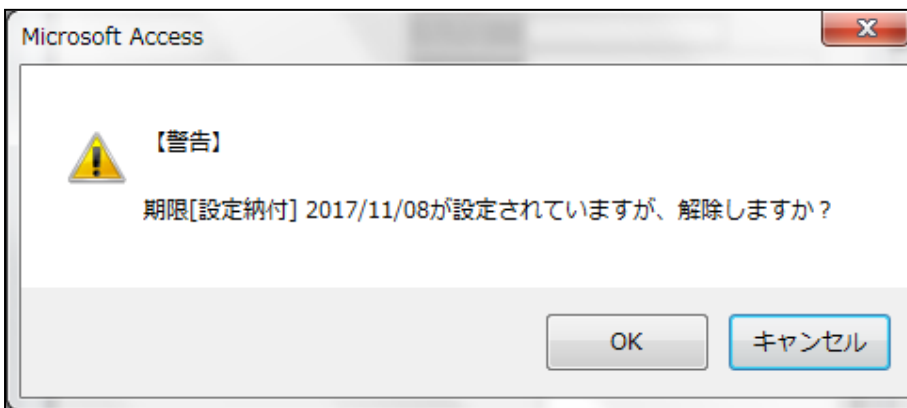 Microsoft Access
【警告】
期限[設定納付] 2017/11/08が設定されていますが、解除しますか？
OK
キャンセル